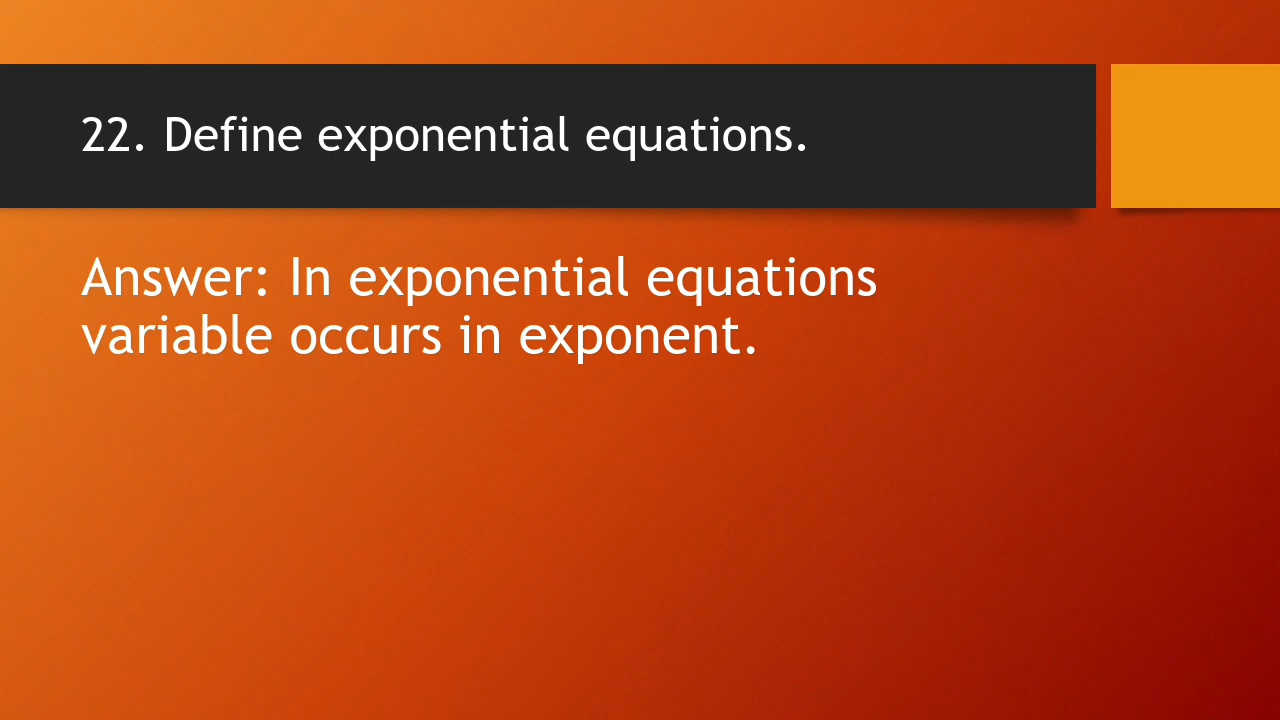 22. Define exponential equations.
Answer: In exponential equations
variable occurs in exponent.